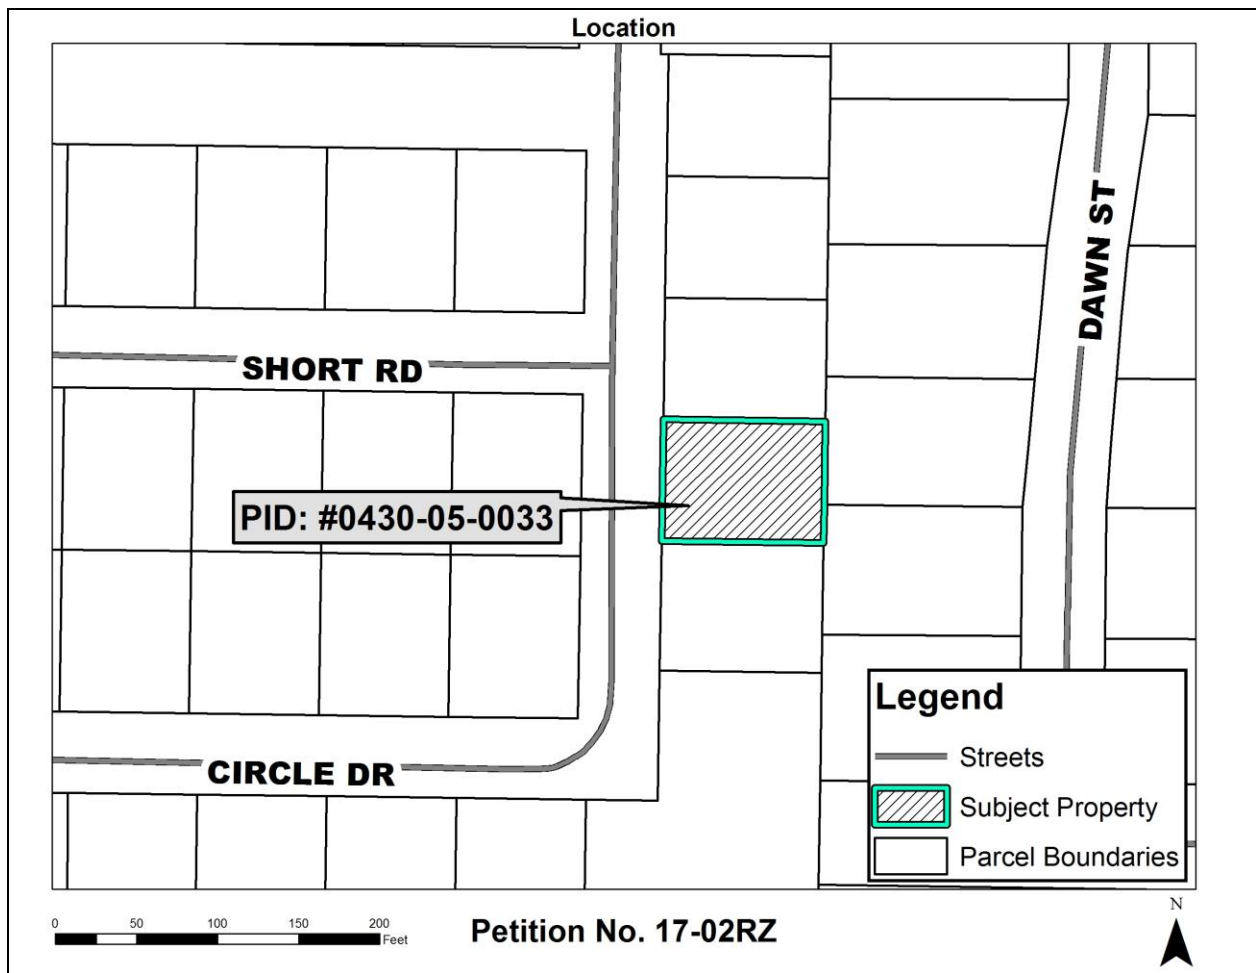 Location
DAWN ST
SHORT RD
PID: #0430-05-0033
CIRCLE DR
Legend
Streets
Subject Property
Parcel Boundaries
0 50 100 150 200
Feet
Petition No. 17-02RZ
N